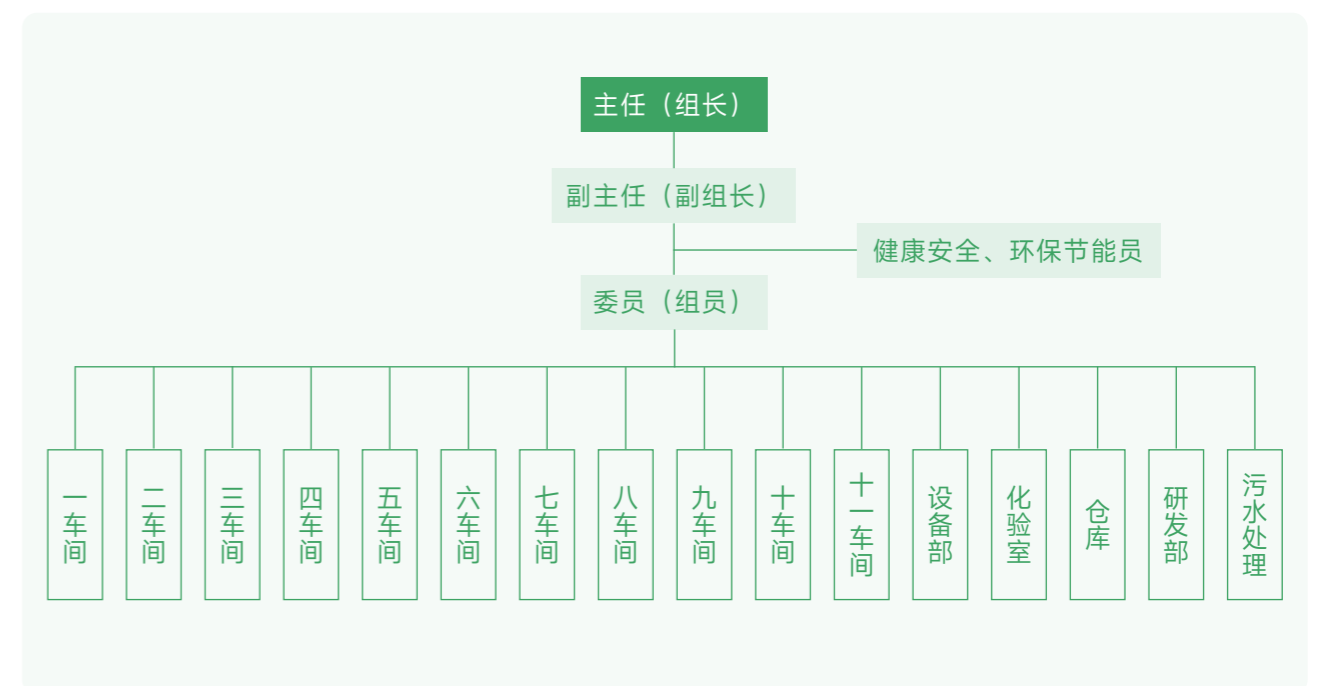 主任（组长）
副主任（副组长）
健康安全、环保节能员
委员（组员）
一车间
二车间
三车间
四车间
五车间
六车间
七车间
八车间
九车间
十车间
十一车间
设备部
化验室
仓库
研发部
污水处理